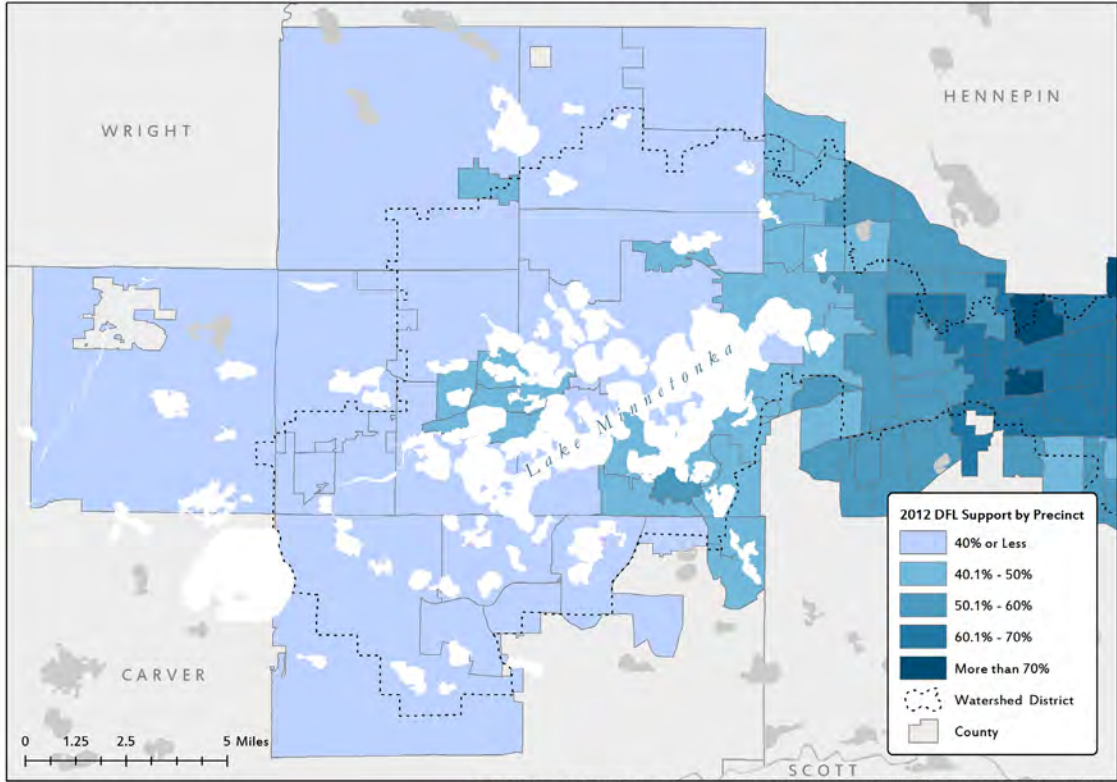 WRIGHT
HENNEPIN
Lake Minnetonka
2012 DFL Support by Precinct
40% or Less
40.1% - 50%
50.1% - 60%
60.1% - 70%
More than 70%
Watershed District
County
CARVER
0 1.25 2.5 5 Miles
SCOTT